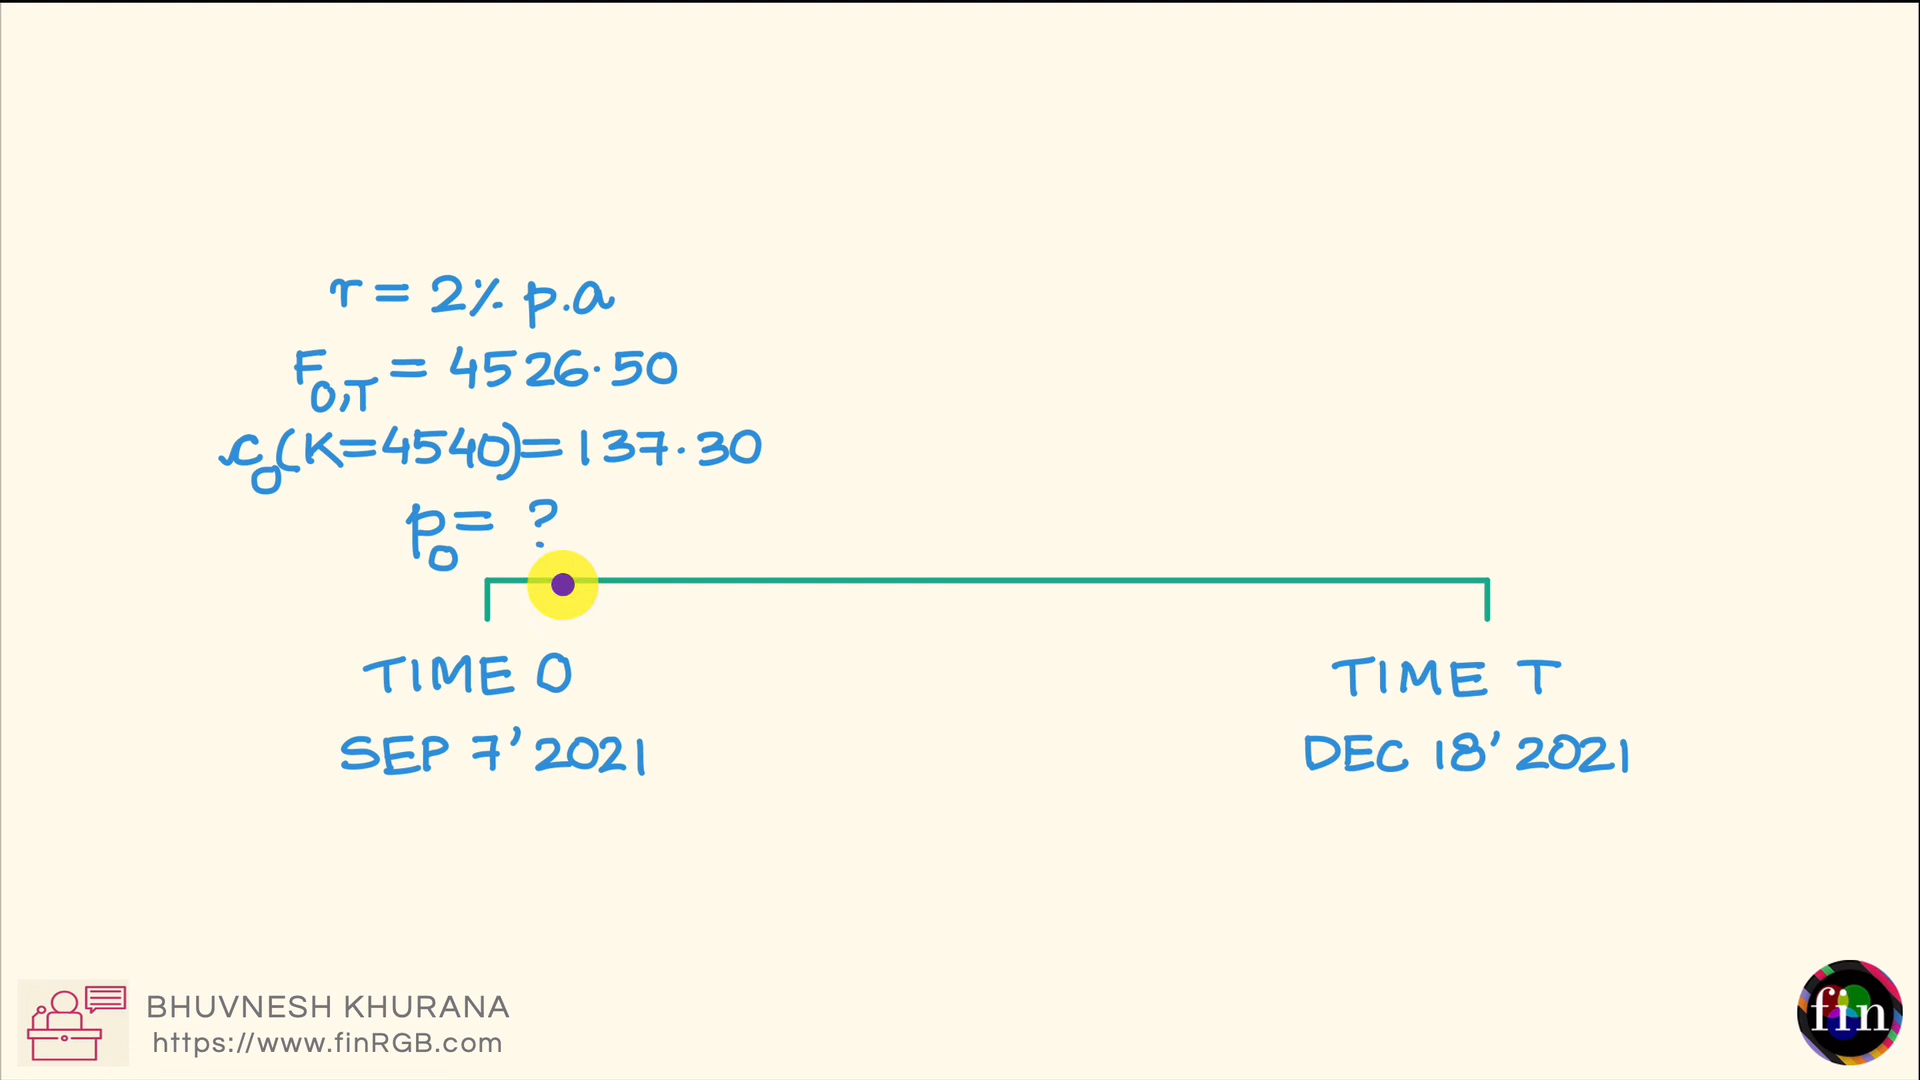 r = 2% p.a
F0,T = 4526.50
c0(K=4540)=137.30
p0= ?
TIME 0
TIME T
SEP 7' 2021
DEC 18' 2021
BHUVNESH KHURANA
https://www.finRGB.com
fin